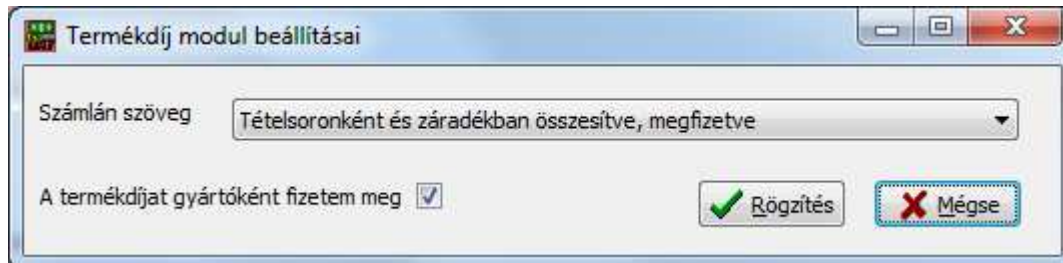 Termékdíj modul beállításai
Számlán szöveg
Tételsoronként és záradékban összesítve, megfizetve
A termékdíjat gyártóként fizetem meg
Rögzítés
Mégse